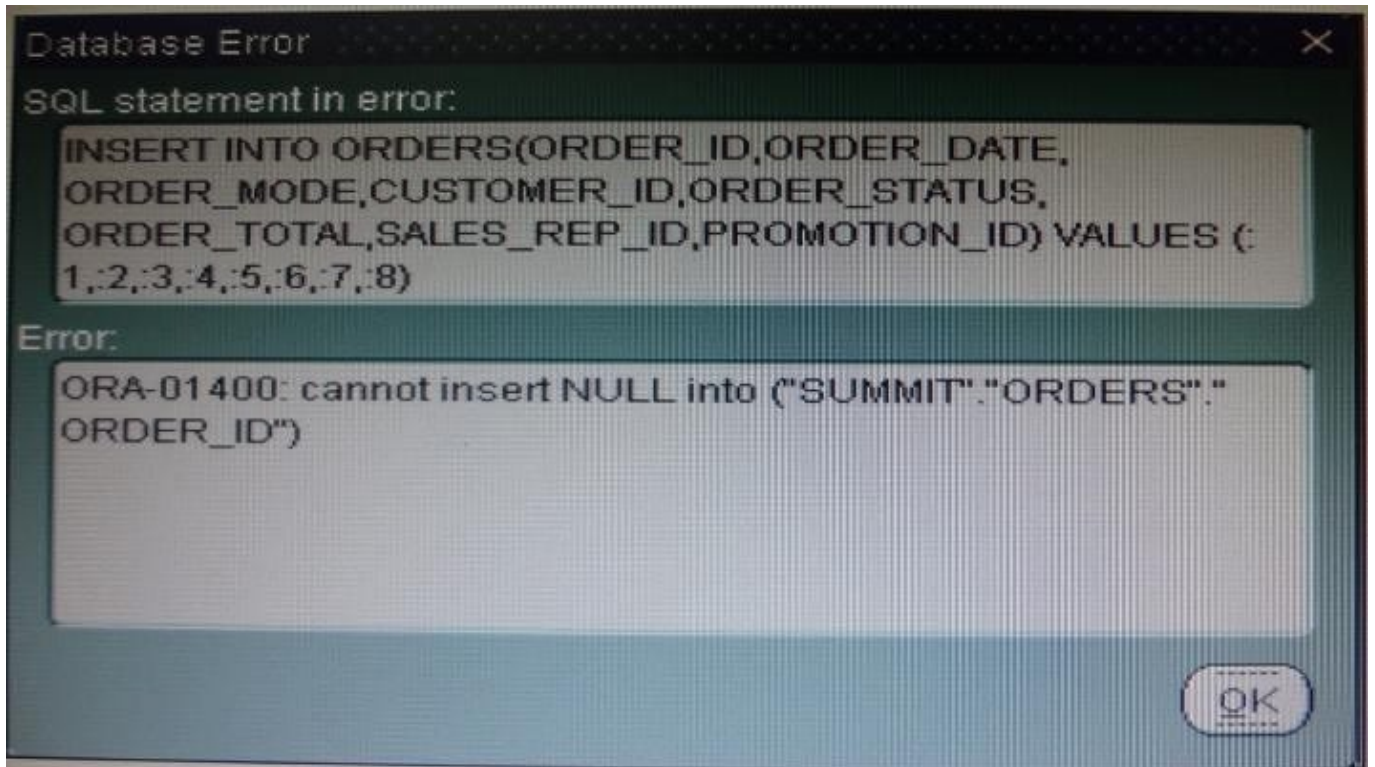 Database Error
SQL statement in error:
INSERT INTO ORDERS(ORDER_ID,ORDER_DATE,
ORDER_MODE,CUSTOMER_ID,ORDER_STATUS,
ORDER_TOTAL,SALES_REP_ID,PROMOTION_ID) VALUES (:
1,:2,:3,:4,:5,:6,:7,:8)
Error:
ORA-01400: cannot insert NULL into ("SUMMIT"."ORDERS"."
ORDER_ID")
OK